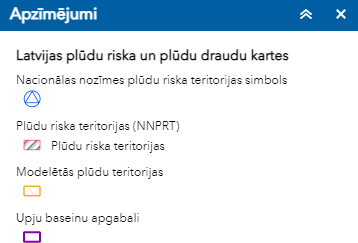 Apzīmējumi
Latvijas plūdu riska un plūdu draudu kartes
Nacionālas nozīmes plūdu riska teritorijas simbols
Plūdu riska teritorijas (NNPRT)
Plūdu riska teritorijas
Modelētās plūdu teritorijas
Upju baseinu apgabali